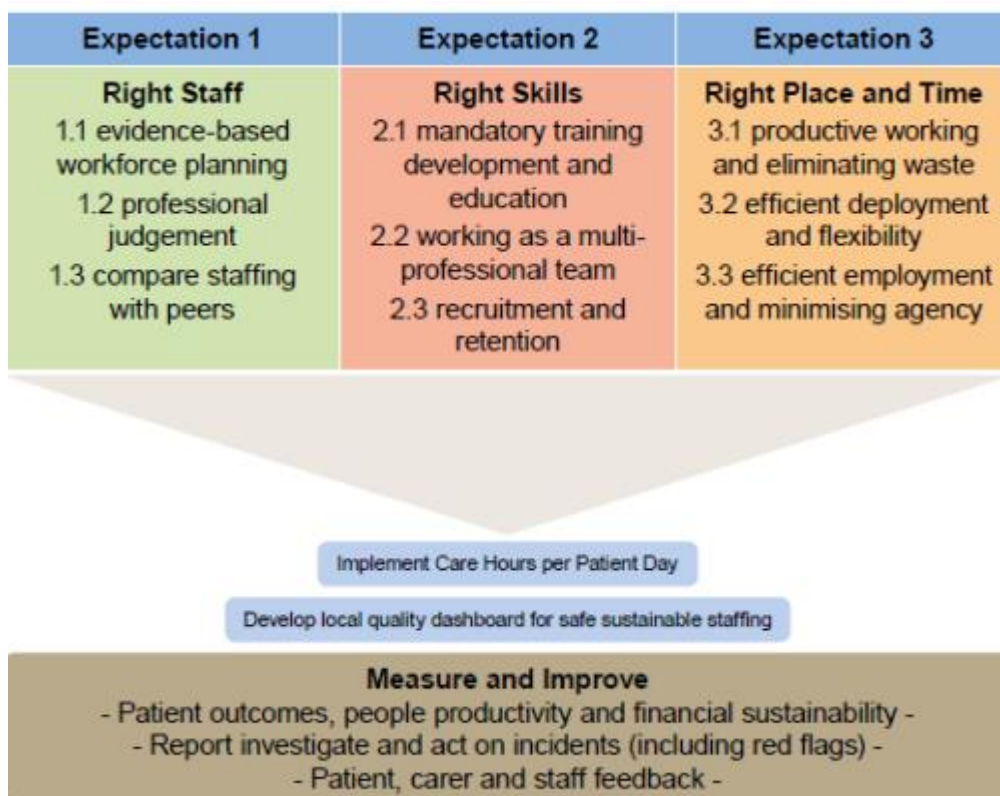 Expectation 1
Expectation 2
Expectation 3
Right Staff
1.1 evidence-based
workforce planning
1.2 professional
judgement
1.3 compare staffing
with peers
Right Skills
2.1 mandatory training
development and
education
2.2 working as a multi-
professional team
2.3 recruitment and
retention
Right Place and Time
3.1 productive working
and eliminating waste
3.2 efficient deployment
and flexibility
3.3 efficient employment
and minimising agency
Implement Care Hours per Patient Day
Develop local quality dashboard for safe sustainable staffing
Measure and Improve
- Patient outcomes, people productivity and financial sustainability -
- Report investigate and act on incidents (including red flags) -
- Patient, carer and staff feedback -